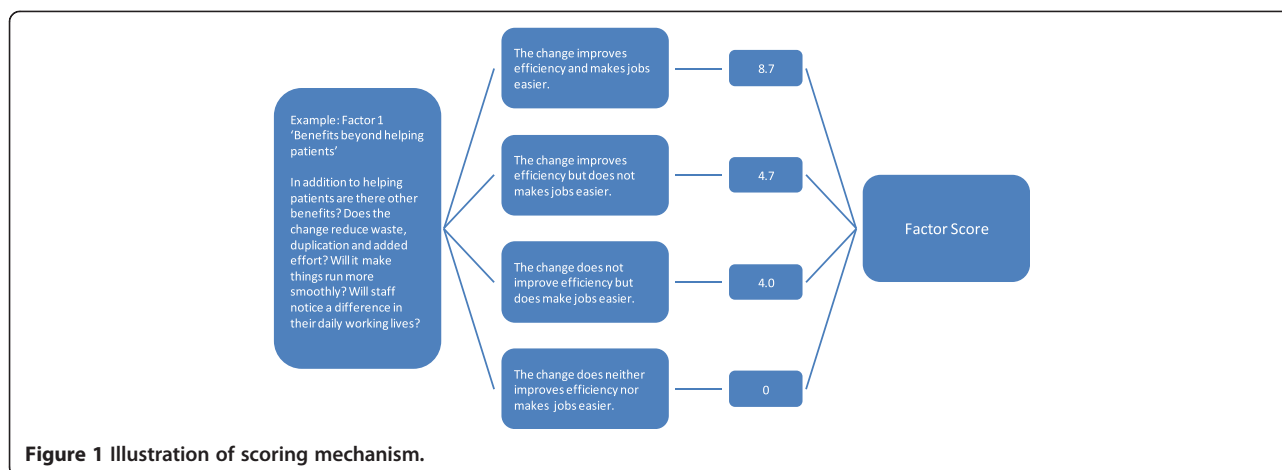 Example: Factor 1
‘Benefits beyond helping
patients’
In addition to helping
patients are there other
benefits? Does the
change reduce waste,
duplication and added
effort? Will it make
things run more
smoothly? Will staff
notice a difference in
their daily working lives?
The change improves
efficiency and makes jobs
easier.
8.7
The change improves
efficiency but does not
makes jobs easier.
4.7
The change does not
improve efficiency but
does make jobs easier.
4.0
The change does neither
improves efficiency nor
makes jobs easier.
0
Factor Score
Figure 1 Illustration of scoring mechanism.